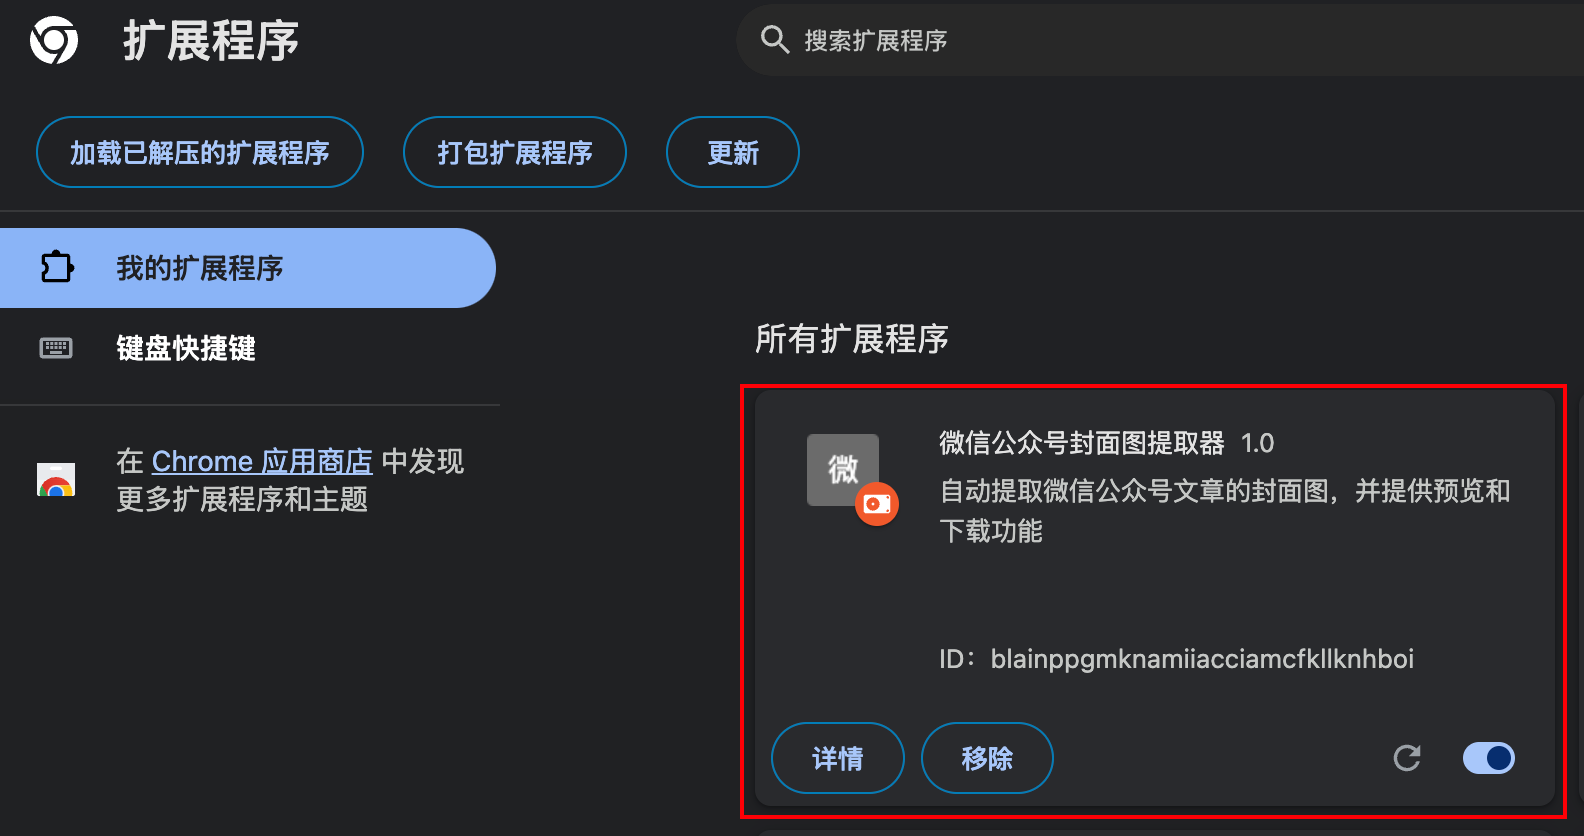 扩展程序
搜索扩展程序
加载已解压的扩展程序
打包扩展程序
更新
我的扩展程序
键盘快捷键
在 Chrome 应用商店 中发现
更多扩展程序和主题
所有扩展程序
微
微信公众号封面图提取器 1.0
自动提取微信公众号文章的封面图，并提供预览和
下载功能
ID：blainppgmknamiiacciamcfkllknhboi
详情
移除